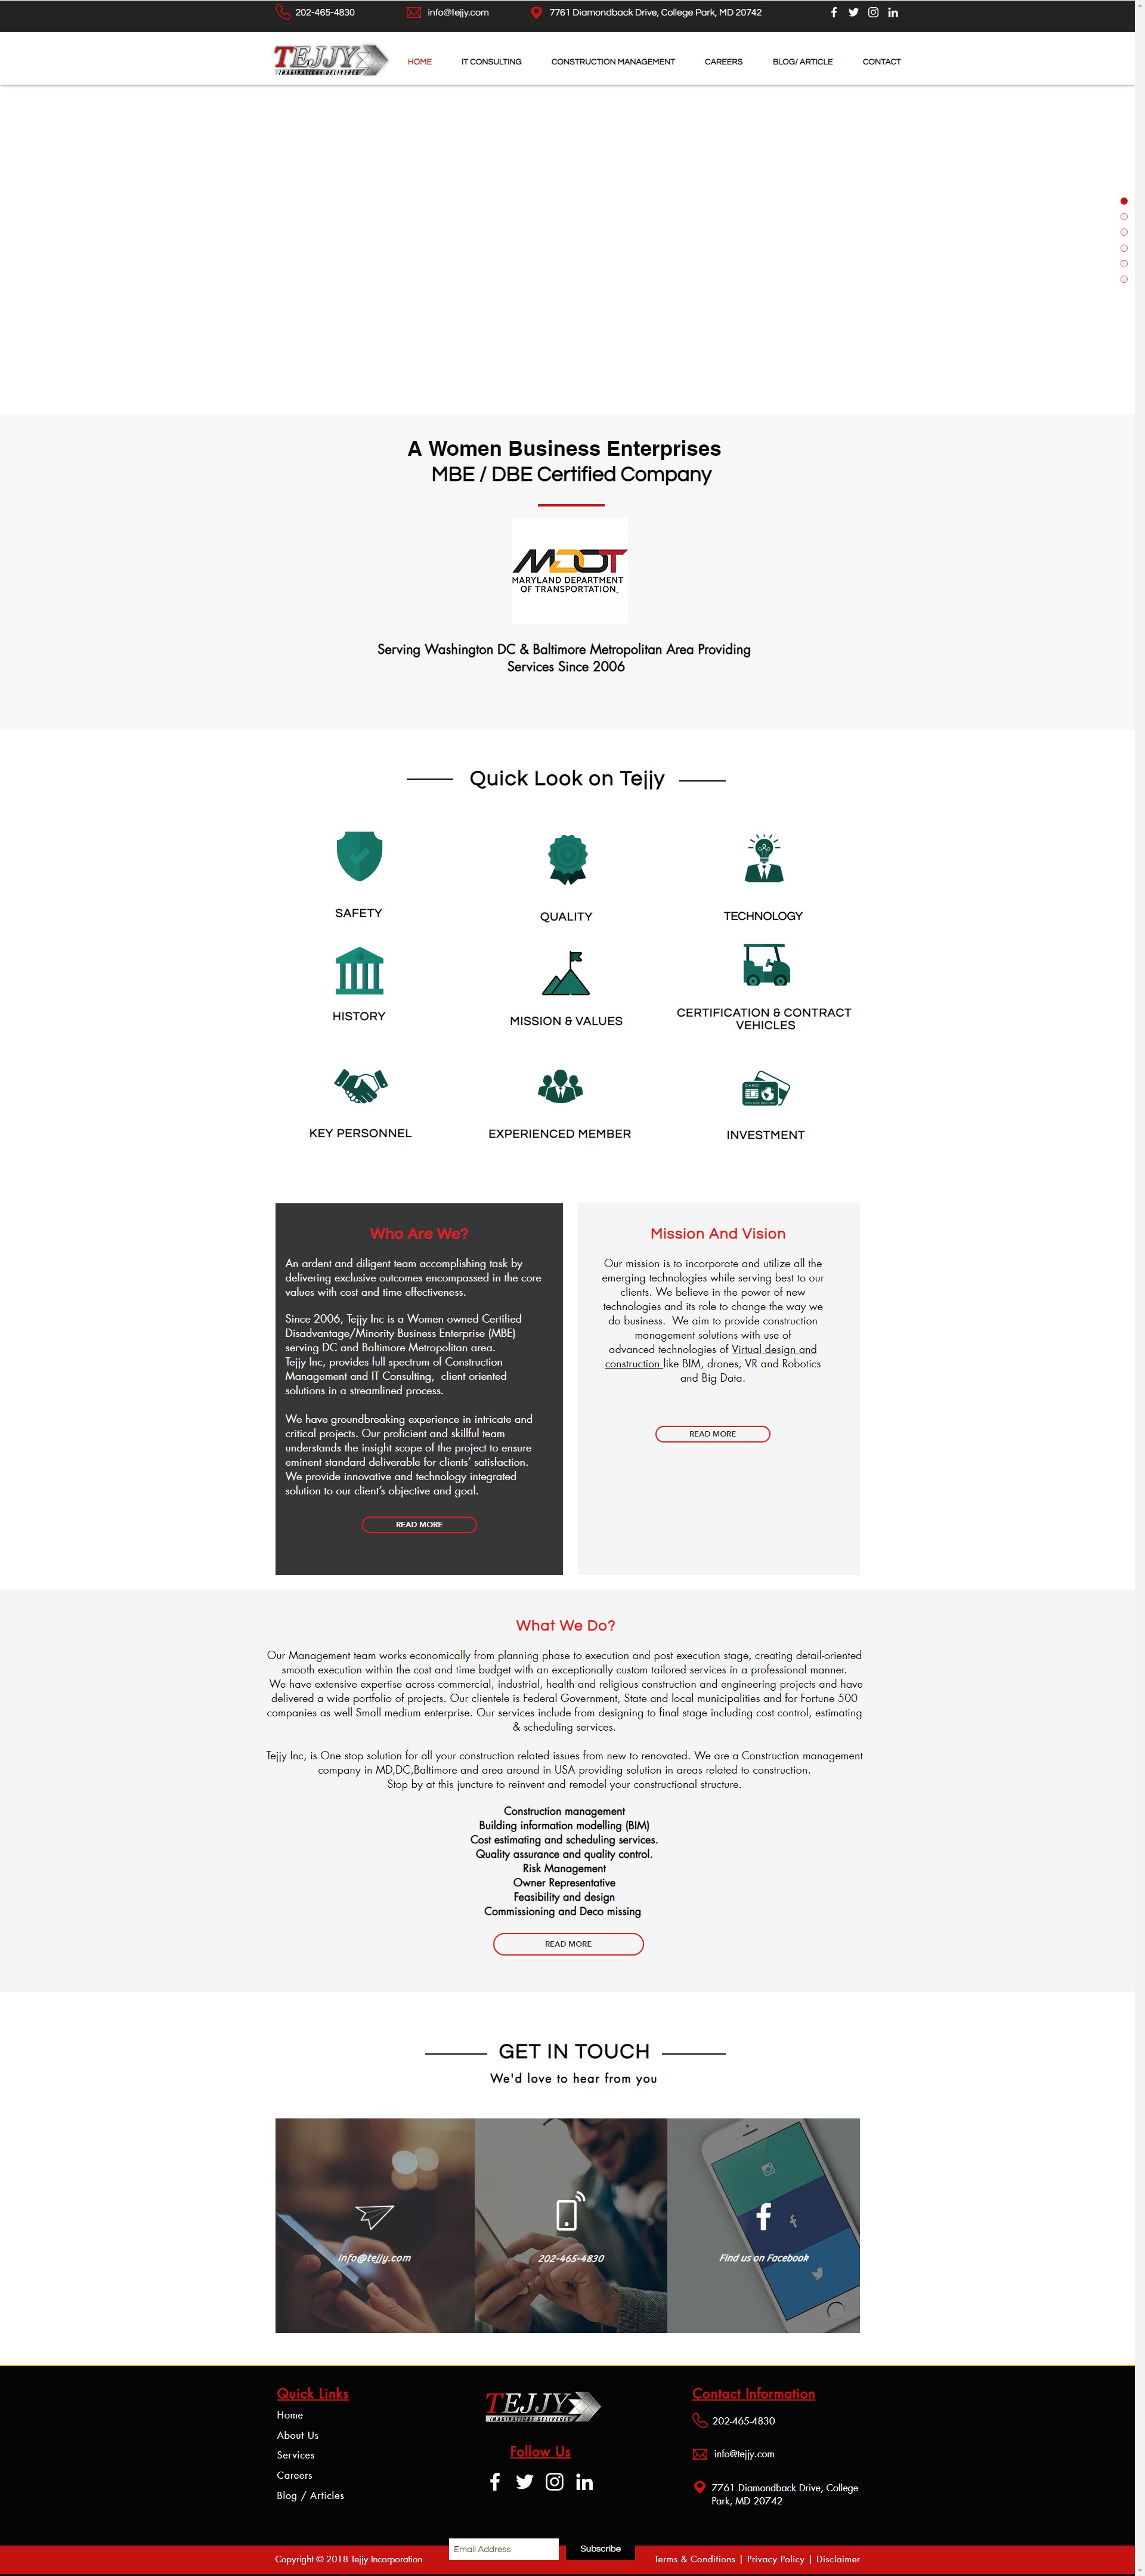 202-465-4830
info@tejjy.com
7761 Diamondback Drive, College Park, MD 20742
TEJJY
IMAGINATIONS DELIVERED
HOME
IT CONSULTING
CONSTRUCTION MANAGEMENT
CAREERS
BLOG/ ARTICLE
CONTACT
A Women Business Enterprises
MBE / DBE Certified Company
MDOT
MARYLAND DEPARTMENT
OF TRANSPORTATION
Serving Washington DC & Baltimore Metropolitan Area Providing
Services Since 2006
Quick Look on Tejjy
SAFETY
QUALITY
TECHNOLOGY
HISTORY
MISSION & VALUES
CERTIFICATION & CONTRACT
VEHICLES
KEY PERSONNEL
EXPERIENCED MEMBER
INVESTMENT
Who Are We?
An ardent and diligent team accomplishing task by
delivering exclusive outcomes encompassed in the core
values with cost and time effectiveness.
Since 2006, Tejjy Inc is a Women owned Certified
Disadvantage/Minority Business Enterprise (MBE)
serving DC and Baltimore Metropolitan area.
Tejjy Inc, provides full spectrum of Construction
Management and IT Consulting, client oriented
solutions in a streamlined process.
We have groundbreaking experience in intricate and
critical projects. Our proficient and skillful team
understands the insight scope of the project to ensure
eminent standard deliverable for clients’ satisfaction.
We provide innovative and technology integrated
solution to our client’s objective and goal.
READ MORE
Mission And Vision
Our mission is to incorporate and utilize all the
emerging technologies while serving best to our
clients. We believe in the power of new
technologies and its role to change the way we
do business. We aim to provide construction
management solutions with use of
advanced technologies of Virtual design and
construction like BIM, drones, VR and Robotics
and Big Data.
READ MORE
What We Do?
Our Management team works economically from planning phase to execution and post execution stage, creating detail-oriented
smooth execution within the cost and time budget with an exceptionally custom tailored services in a professional manner.
We have extensive expertise across commercial, industrial, health and religious construction and engineering projects and have
delivered a wide portfolio of projects. Our clientele is Federal Government, State and local municipalities and for Fortune 500
companies as well Small medium enterprise. Our services include from designing to final stage including cost control, estimating
& scheduling services.
Tejjy Inc, is One stop solution for all your construction related issues from new to renovated. We are a Construction management
company in MD,DC,Baltimore and area around in USA providing solution in areas related to construction.
Stop by at this juncture to reinvent and remodel your constructional structure.
Construction management
Building information modelling (BIM)
Cost estimating and scheduling services.
Quality assurance and quality control.
Risk Management
Owner Representative
Feasibility and design
Commissioning and Deco missing
READ MORE
GET IN TOUCH
We'd love to hear from you
info@tejjy.com
202-465-4830
Find us on Facebook
Quick Links
Home
About Us
Services
Careers
Blog / Articles
TEJJY
IMAGINATIONS DELIVERED
Follow Us
Contact Information
202-465-4830
info@tejjy.com
7761 Diamondback Drive, College
Park, MD 20742
Copyright © 2018 Tejjy Incorporation
Email Address
Subscribe
Terms & Conditions | Privacy Policy | Disclaimer